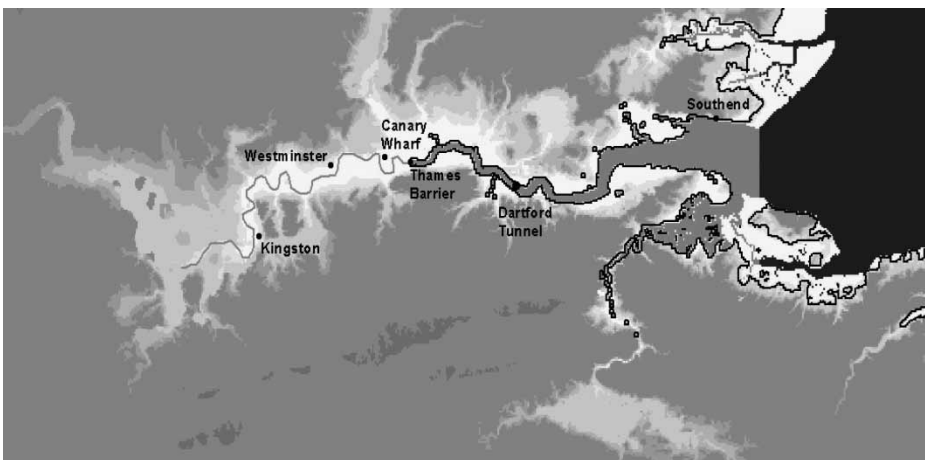 Southend
Canary
Wharf
Westminster
Thames
Barrier
Dartford
Tunnel
Kingston